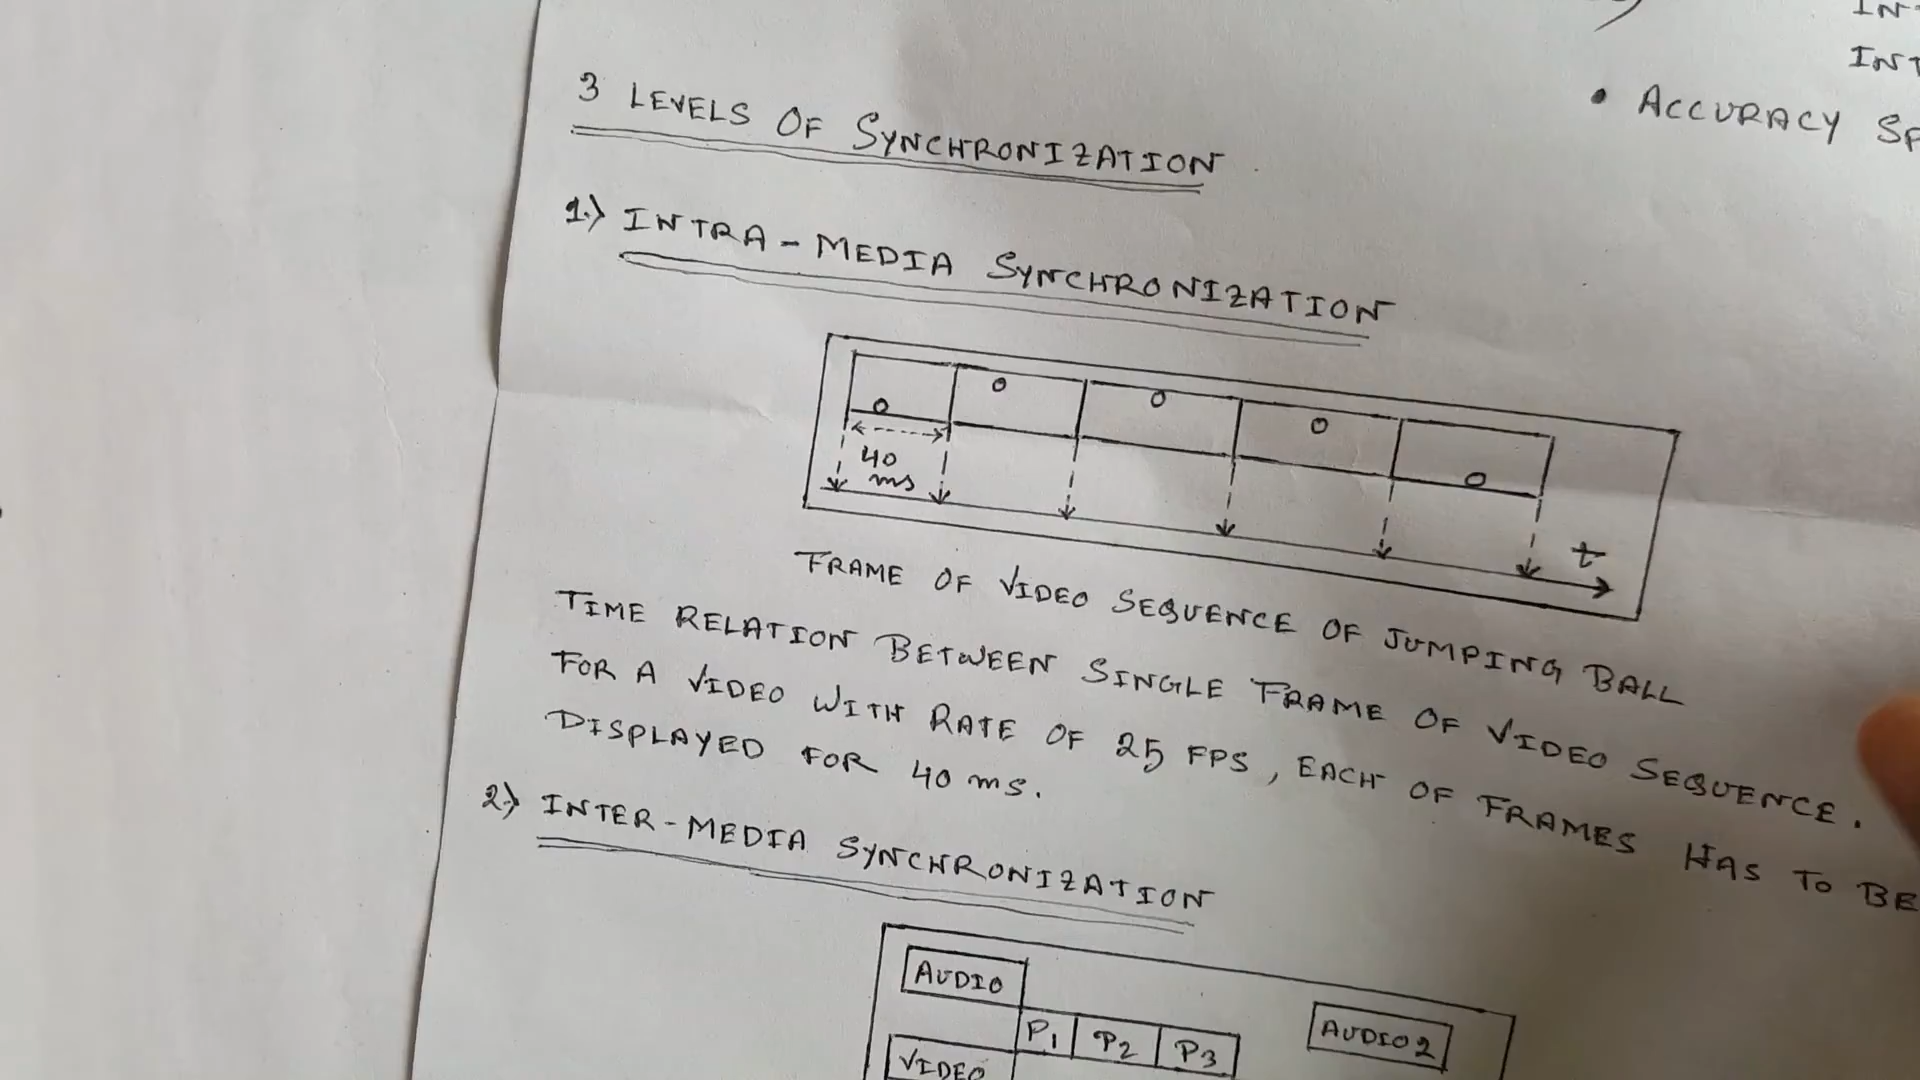 3 LEVELS OF SYNCHRONIZATION
• ACCURACY
1.) INTRA-MEDIA SYNCHRONIZATION
40
ms
t
FRAME OF VIDEO SEQUENCE OF JUMPING BALL
TIME RELATION BETWEEN SINGLE FRAME OF VIDEO SEQUENCE.
FOR A VIDEO WITH RATE OF 25 FPS, EACH OF FRAMES HAS TO BE
DISPLAYED FOR 40 ms.
2.) INTER-MEDIA SYNCHRONIZATION
AUDIO
P1 P2 P3
AUDIO2
VIDEO